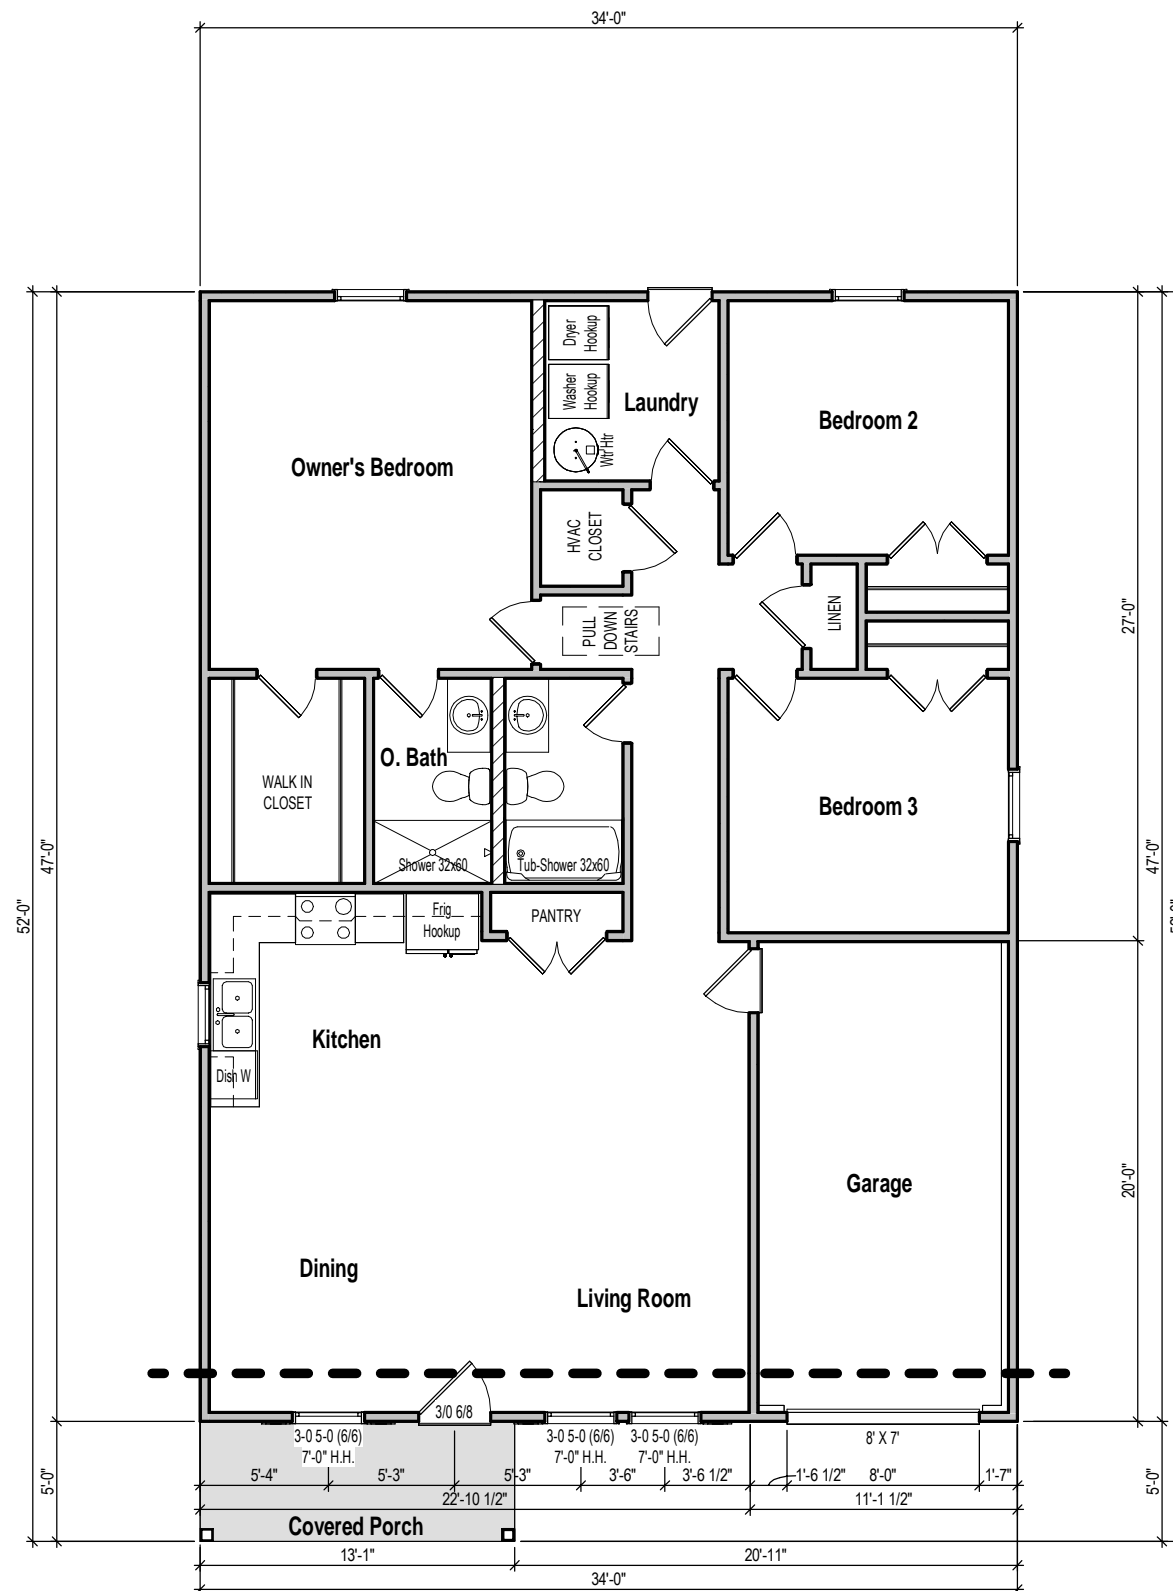 34'-0"
Dryer
Hookup
Washer
Hookup
Wtr Htr
Laundry
Bedroom 2
Owner's Bedroom
HVAC
CLOSET
PULL
DOWN
STAIRS
LINEN
27'-0"
O. Bath
WALK IN
CLOSET
Bedroom 3
Shower 32x60
Tub-Shower 32x60
47'-0"
47'-0"
52'-0"
Frig
Hookup
PANTRY
Kitchen
Dish W
Garage
20'-0"
Dining
Living Room
3/0 6/8
3-0 5-0 (6/6)
7'-0" H.H.
3-0 5-0 (6/6)
7'-0" H.H.
3-0 5-0 (6/6)
7'-0" H.H.
8' X 7'
5'-4"
5'-3"
5'-3"
3'-6"
3'-6 1/2"
1'-6 1/2"
8'-0"
1'-7"
5'-0"
5'-0"
22'-10 1/2"
11'-1 1/2"
Covered Porch
13'-1"
20'-11"
34'-0"